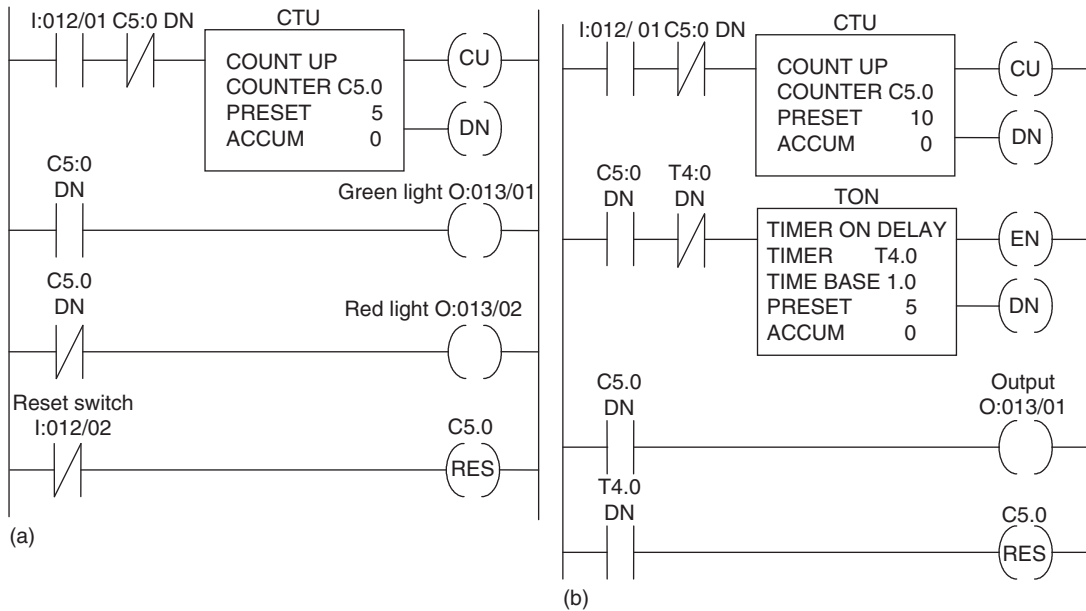 I:012/01 C5:0 DN
CTU
COUNT UP
COUNTER C5.0
PRESET 5
ACCUM 0
CU
DN
C5:0
DN
Green light O:013/01
C5.0
DN
Red light O:013/02
Reset switch
I:012/02
C5.0
RES
(a)
I:012/ 01 C5:0 DN
CTU
COUNT UP
COUNTER C5.0
PRESET 10
ACCUM 0
CU
DN
C5:0
DN
T4:0
DN
TON
TIMER ON DELAY
TIMER T4.0
TIME BASE 1.0
PRESET 5
ACCUM 0
EN
DN
C5.0
DN
Output
O:013/01
T4.0
DN
C5.0
RES
(b)